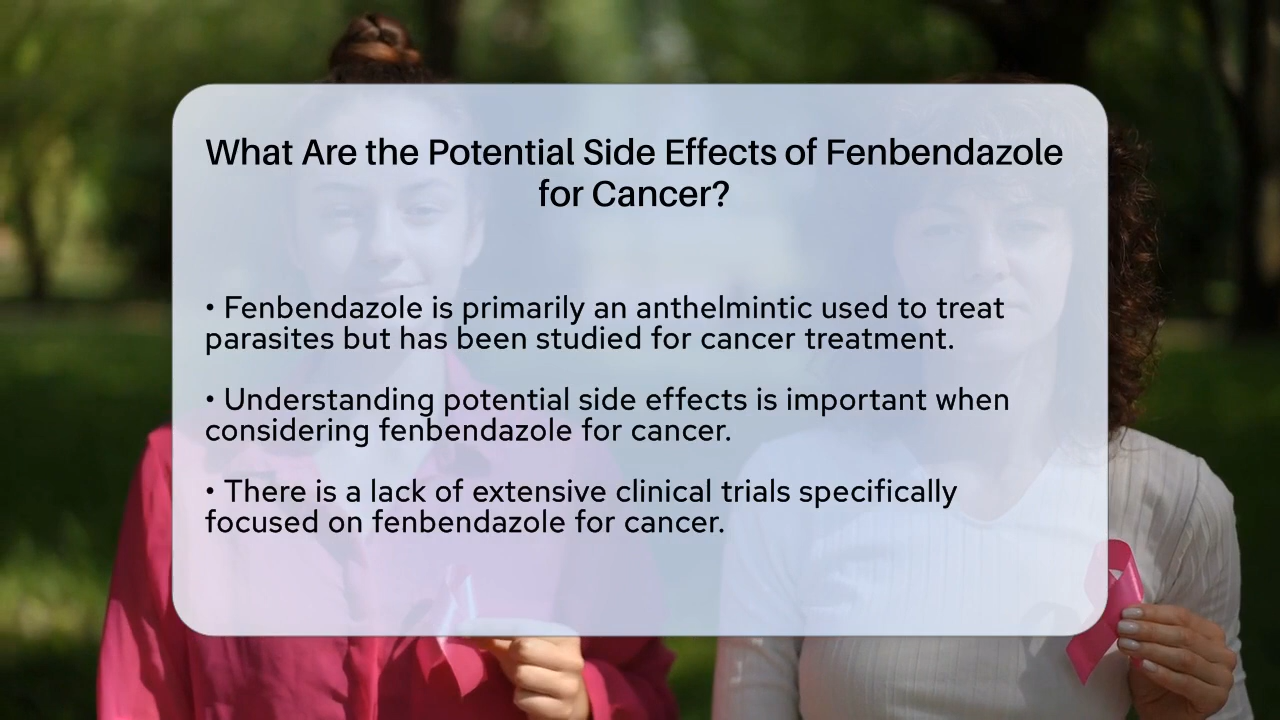 What Are the Potential Side Effects of Fenbendazole
for Cancer?
• Fenbendazole is primarily an anthelmintic used to treat
parasites but has been studied for cancer treatment.
• Understanding potential side effects is important when
considering fenbendazole for cancer.
• There is a lack of extensive clinical trials specifically
focused on fenbendazole for cancer.